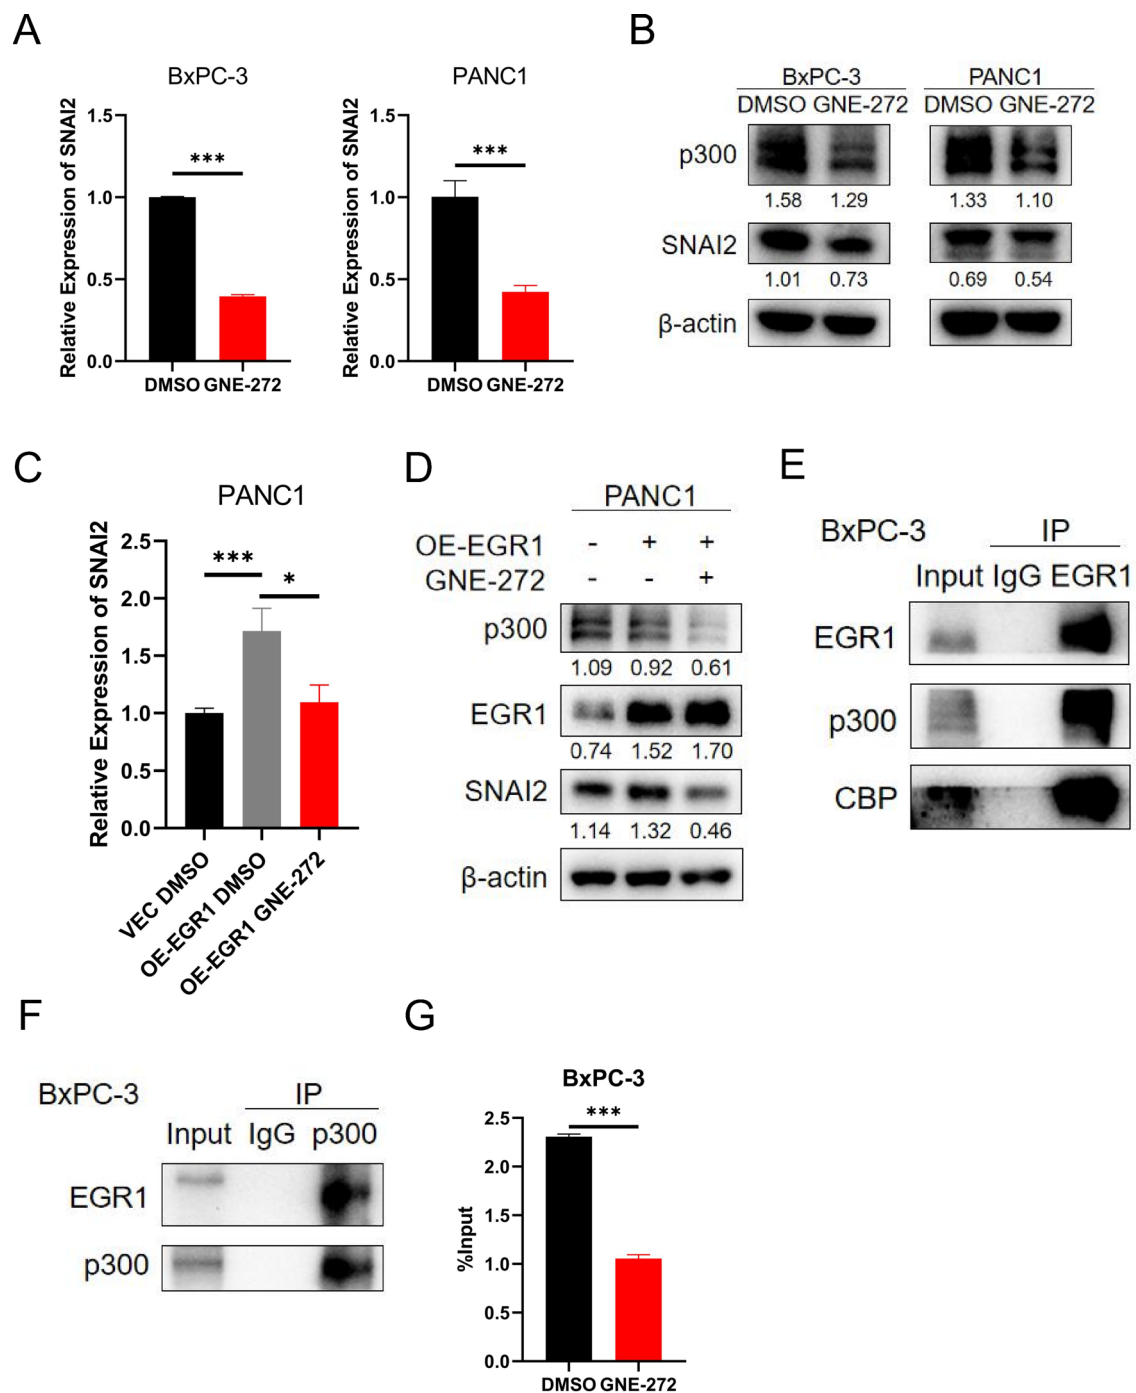 A
BxPC-3
Relative Expression of SNAI2
1.5
1.0
0.5
0.0
***
DMSO GNE-272
PANC1
Relative Expression of SNAI2
1.5
1.0
0.5
0.0
***
DMSO GNE-272
B
BxPC-3 PANC1
DMSO GNE-272 DMSO GNE-272
p300
1.58 1.29 1.33 1.10
SNAI2
1.01 0.73 0.69 0.54
β-actin
C
PANC1
Relative Expression of SNAI2
2.5
2.0
1.5
1.0
0.5
0.0
***
*
VEC DMSO
OE-EGR1 DMSO
OE-EGR1 GNE-272
D
PANC1
OE-EGR1 - + +
GNE-272 - - +
p300
1.09 0.92 0.61
EGR1
0.74 1.52 1.70
SNAI2
1.14 1.32 0.46
β-actin
E
BxPC-3 IP
Input IgG EGR1
EGR1
p300
CBP
F
BxPC-3 IP
Input IgG p300
EGR1
p300
G
BxPC-3
%Input
2.5
2.0
1.5
1.0
0.5
0.0
***
DMSO GNE-272